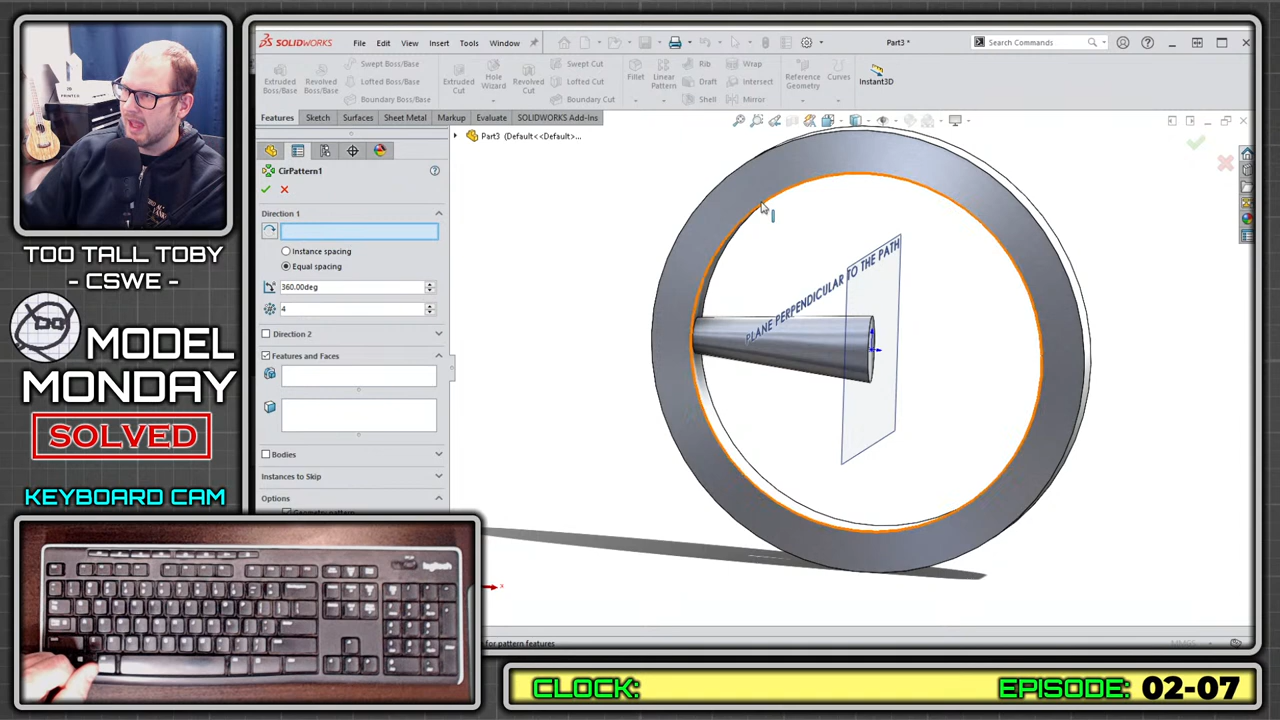 TOO TALL TOBY
- CSWE -
MODEL
MONDAY
SOLVED
KEYBOARD CAM
SOLIDWORKS
File
Edit
View
Insert
Tools
Window
Part3 *
Search Commands
Extruded
Boss/Base
Revolved
Boss/Base
Swept Boss/Base
Lofted Boss/Base
Boundary Boss/Base
Extruded
Cut
Hole
Wizard
Revolved
Cut
Swept Cut
Lofted Cut
Boundary Cut
Fillet
Linear
Pattern
Rib
Draft
Shell
Wrap
Intersect
Mirror
Reference
Geometry
Curves
Instant3D
Features
Sketch
Surfaces
Sheet Metal
Markup
Evaluate
SOLIDWORKS Add-Ins
Part3 (Default<<Default>...
CirPattern1
Direction 1
Instance spacing
Equal spacing
360.00deg
4
Direction 2
Features and Faces
Bodies
Instances to Skip
Options
PLANE PERPENDICULAR TO THE PATH
x
for pattern features
MMGS
logitech
CLOCK:
EPISODE: 02-07